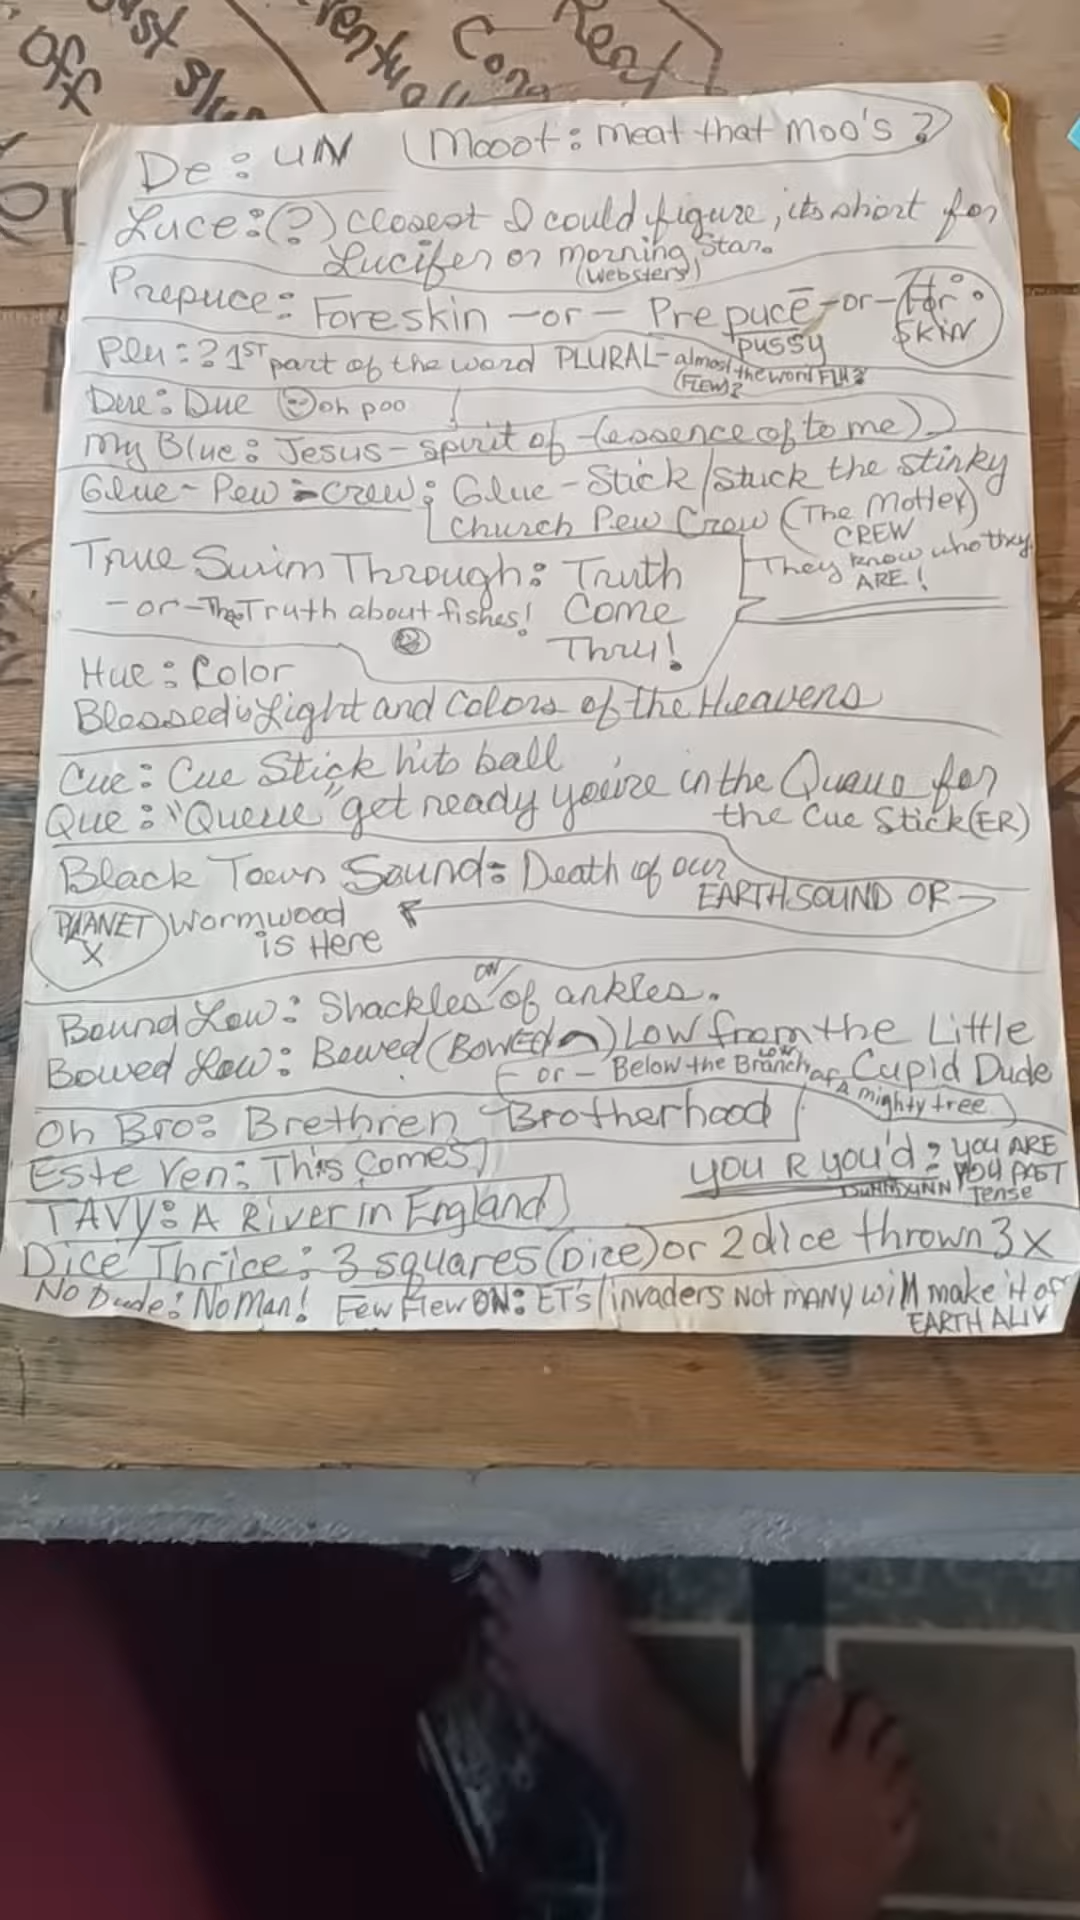 Off
Rent
De: UN (Mooot: meat that Moo's?
Luce:(?) closest I could figure, its short for
Lucifer or morning Star.
(Websters)
Prepuce: Foreskin -or- Prepucē -or- For
SKIN
pussy
Plu:? 1ST part of the word PLURAL- almost the word FLU?
(FLEW)?
Due oh poo
My Blue: Jesus- spirit of -(essence of to me)
Glue- Pew - crew: Glue-Stick/Stuck the stinky
Church Pew Crew (The Motley)
CREW
They know who they
ARE!
True Swim Through: Truth
-or- The Truth about fishes! Come
Thru!
Hue: Color
Blessed is Light and Colors of the Heavens
Cue: Cue Stick hits ball
Que: "Queue" get ready you're in the Queue for
the Cue Stick(ER)
Black Town Sound: Death of our
EARTH SOUND OR
PLANET
X
Wormwood
is Here
Bound Low: Shackles of ankles.
ON
Bowed Low: Bowed (BOWED) Low from the Little
Cupid Dude
-or- Below the Low Branch of
A mighty tree
Oh Bro: Brethren Brotherhood
Este Ven: This Comes
you R you'd? you ARE
you PAST
Tense
TAVY: A River in England
Dice Thrice: 3 squares (Dize) or 2 dice thrown 3x
No Dude: No Man! Few Flew ON: ET's/invaders Not MANY will make it of
EARTH ALIV